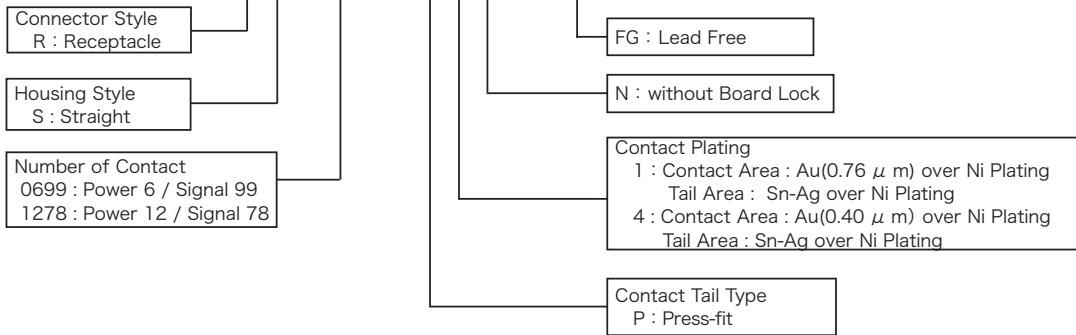 Connector Style
R : Receptacle
Housing Style
S : Straight
Number of Contact
0699 : Power 6 / Signal 99
1278 : Power 12 / Signal 78
FG : Lead Free
N : without Board Lock
Contact Plating
1 : Contact Area : Au(0.76 μ m) over Ni Plating
Tail Area : Sn-Ag over Ni Plating
4 : Contact Area : Au(0.40 μ m) over Ni Plating
Tail Area : Sn-Ag over Ni Plating
Contact Tail Type
P : Press-fit